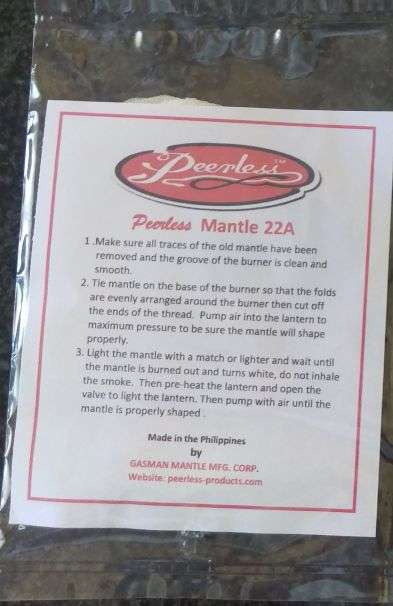 Peerless™
Peerless Mantle 22A
1 .Make sure all traces of the old mantle have been
removed and the groove of the burner is clean and
smooth.
2. Tie mantle on the base of the burner so that the folds
are evenly arranged around the burner then cut off
the ends of the thread. Pump air into the lantern to
maximum pressure to be sure the mantle will shape
properly.
3. Light the mantle with a match or lighter and wait until
the mantle is burned out and turns white, do not inhale
the smoke. Then pre-heat the lantern and open the
valve to light the lantern. Then pump with air until the
mantle is properly shaped .
Made in the Philippines
by
GASMAN MANTLE MFG. CORP.
Website: peerless-products.com